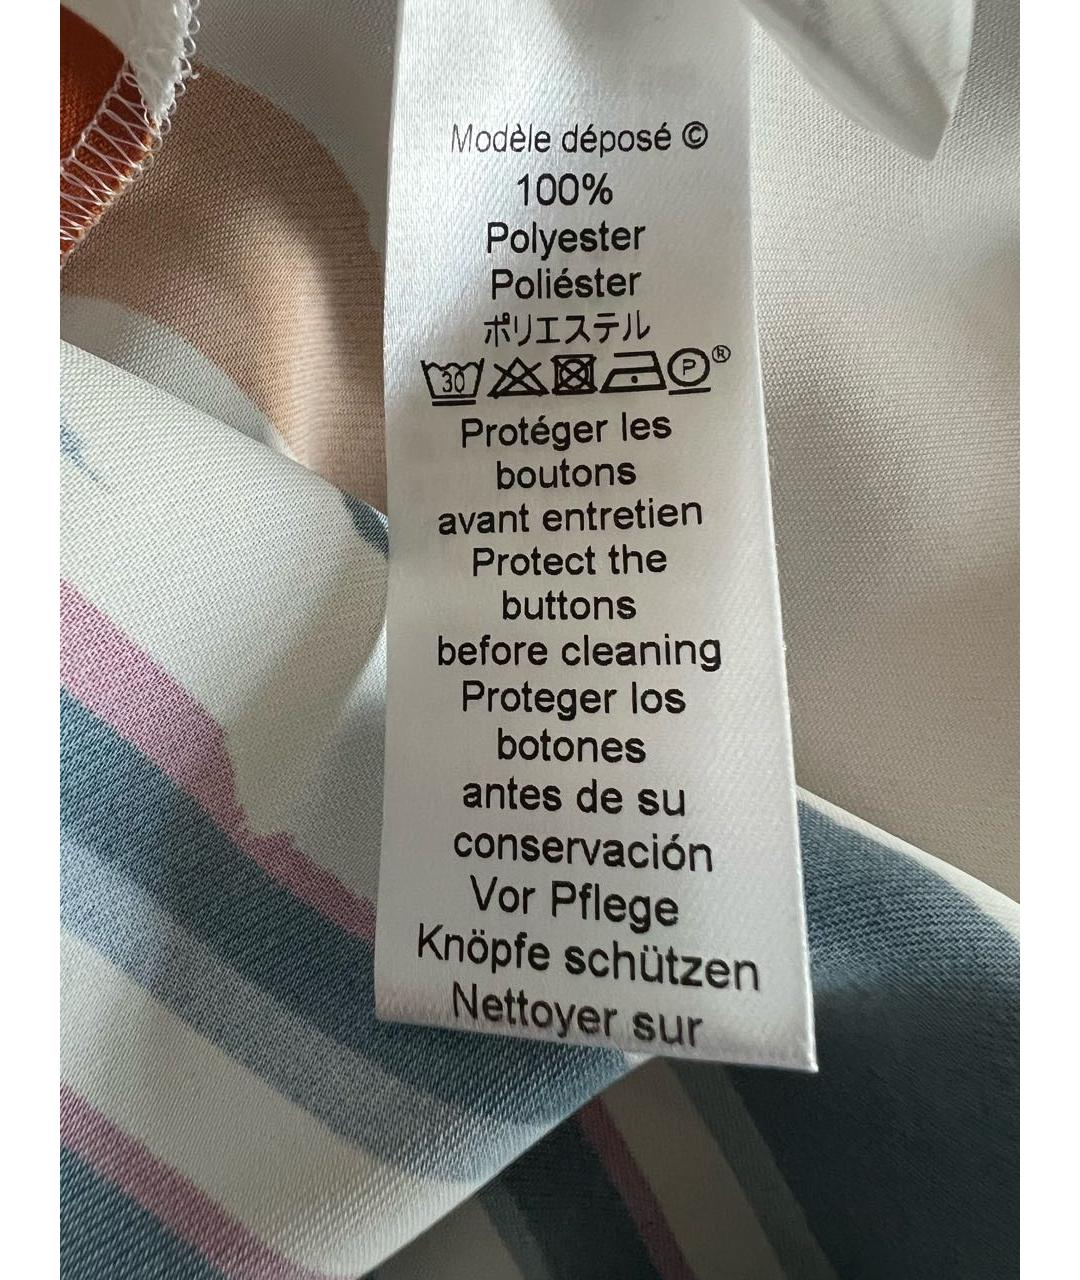 Modèle déposé ©
100%
Polyester
Poliéster
ポリエステル
30 P ®
Protéger les
boutons
avant entretien
Protect the
buttons
before cleaning
Proteger los
botones
antes de su
conservación
Vor Pflege
Knöpfe schützen
Nettoyer sur